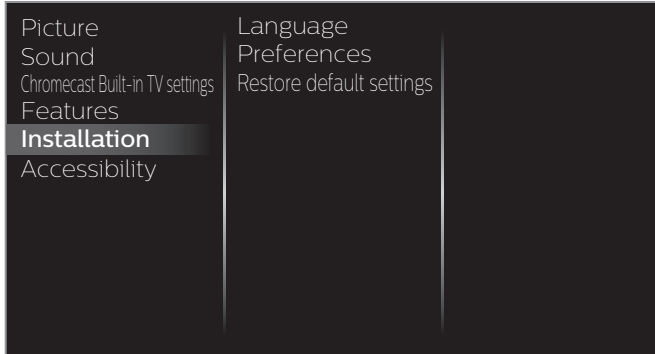 Picture
Sound
Chromecast Built-in TV settings
Features
Installation
Accessibility
Language
Preferences
Restore default settings